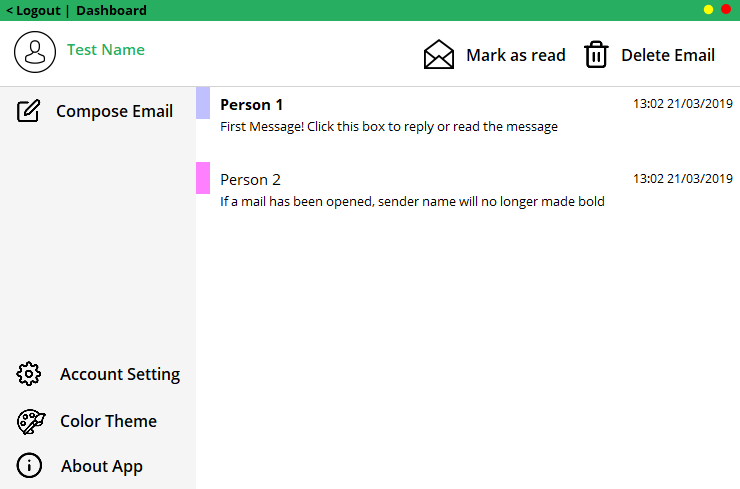 < Logout | Dashboard
Test Name
Mark as read
Delete Email
Compose Email
Person 1
13:02 21/03/2019
First Message! Click this box to reply or read the message
Person 2
13:02 21/03/2019
If a mail has been opened, sender name will no longer made bold
Account Setting
Color Theme
About App